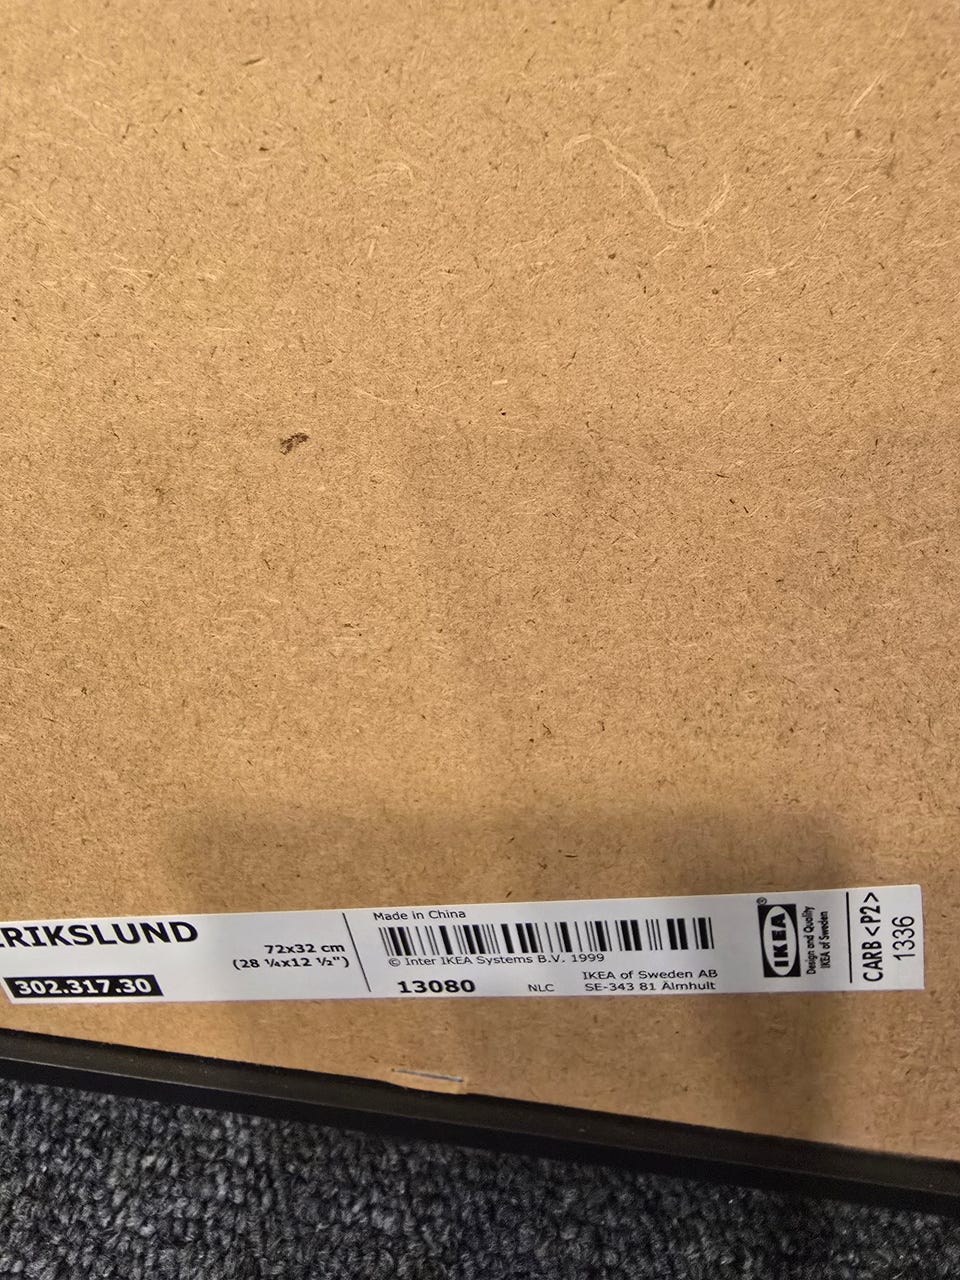 ERIKSLUND
302.317.30
72x32 cm
(28 ¼x12 ½")
Made in China
© Inter IKEA Systems B.V. 1999
13080
NLC
IKEA of Sweden AB
SE-343 81 Älmhult
IKEA®
Design and Quality
IKEA of Sweden
CARB <P2>
1336